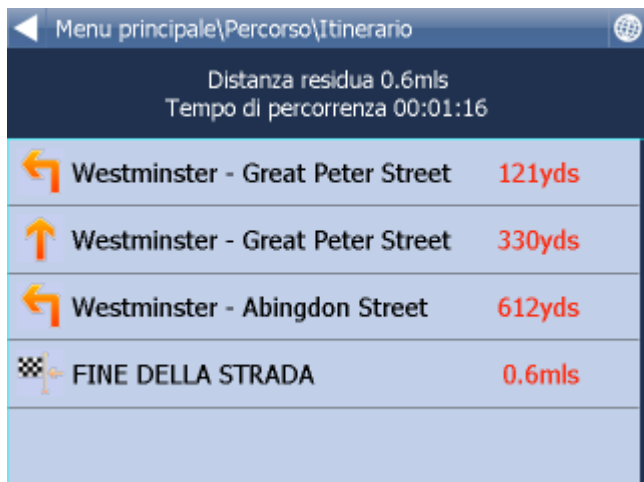 Menu principale\Percorso\Itinerario
Distanza residua 0.6mls
Tempo di percorrenza 00:01:16
Westminster - Great Peter Street 121yds
Westminster - Great Peter Street 330yds
Westminster - Abingdon Street 612yds
FINE DELLA STRADA 0.6mls